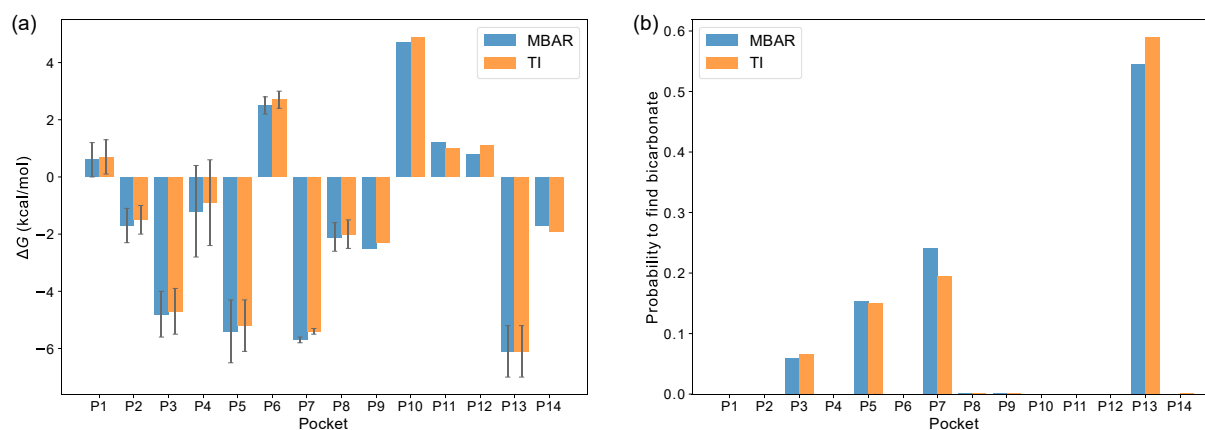 (a)
MBAR
TI
ΔG (kcal/mol)
4
2
0
−2
−4
−6
P1 P2 P3 P4 P5 P6 P7 P8 P9 P10 P11 P12 P13 P14
Pocket
(b)
MBAR
TI
Probability to find bicarbonate
0.6
0.5
0.4
0.3
0.2
0.1
0.0
P1 P2 P3 P4 P5 P6 P7 P8 P9 P10 P11 P12 P13 P14
Pocket